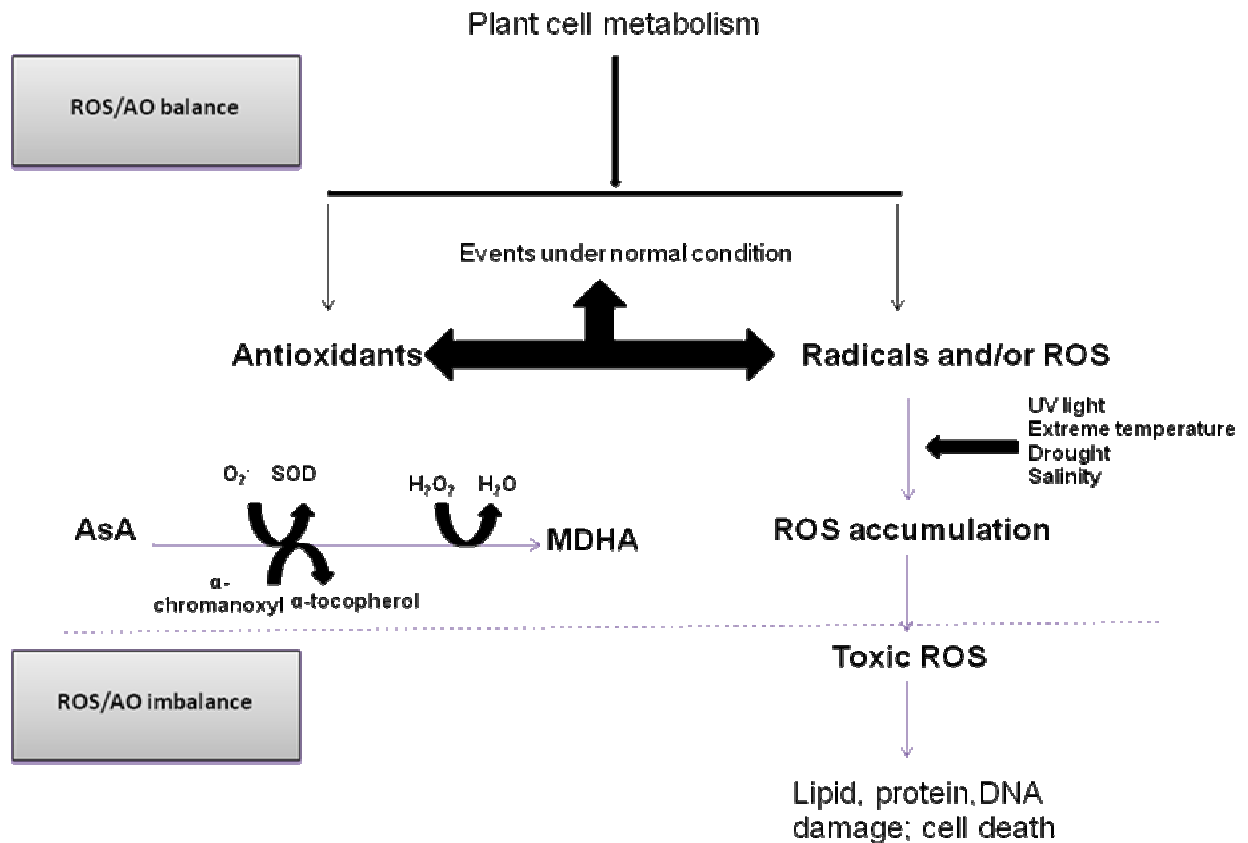 Plant cell metabolism
ROS/AO balance
Events under normal condition
Antioxidants
Radicals and/or ROS
UV light
Extreme temperature
Drought
Salinity
O₂·
SOD
H₂O₂
H₂O
AsA
MDHA
ROS accumulation
α-
chromanoxyl
α-tocopherol
Toxic ROS
ROS/AO imbalance
Lipid, protein,DNA
damage; cell death